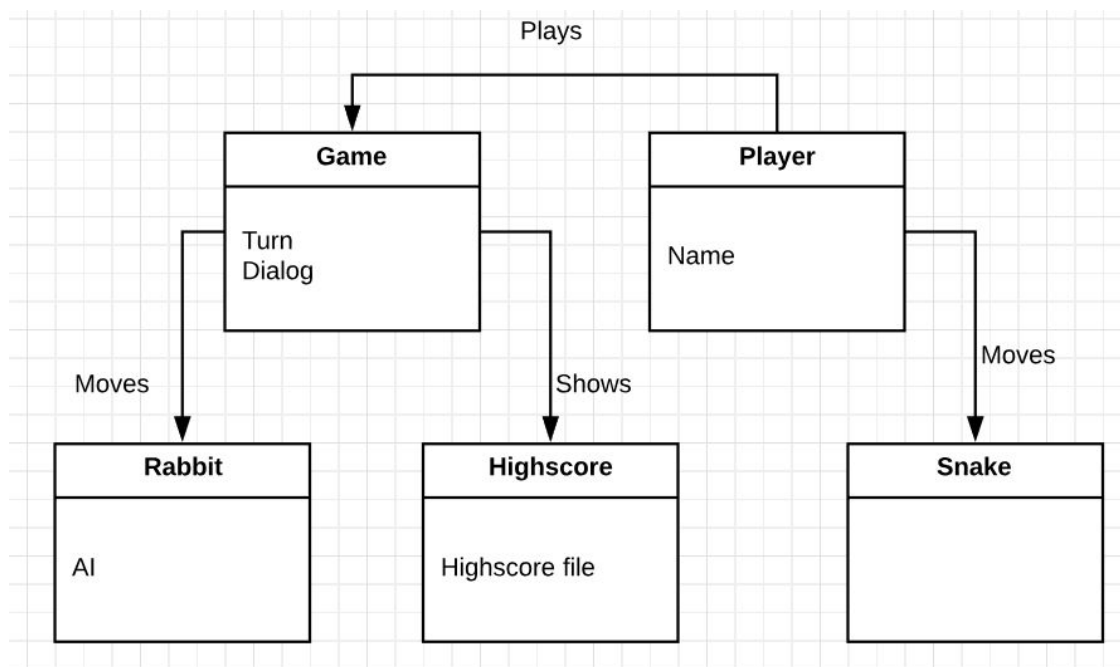 Plays
Game
Player
Turn
Dialog
Name
Moves
Moves
Shows
Rabbit
Highscore
Snake
AI
Highscore file